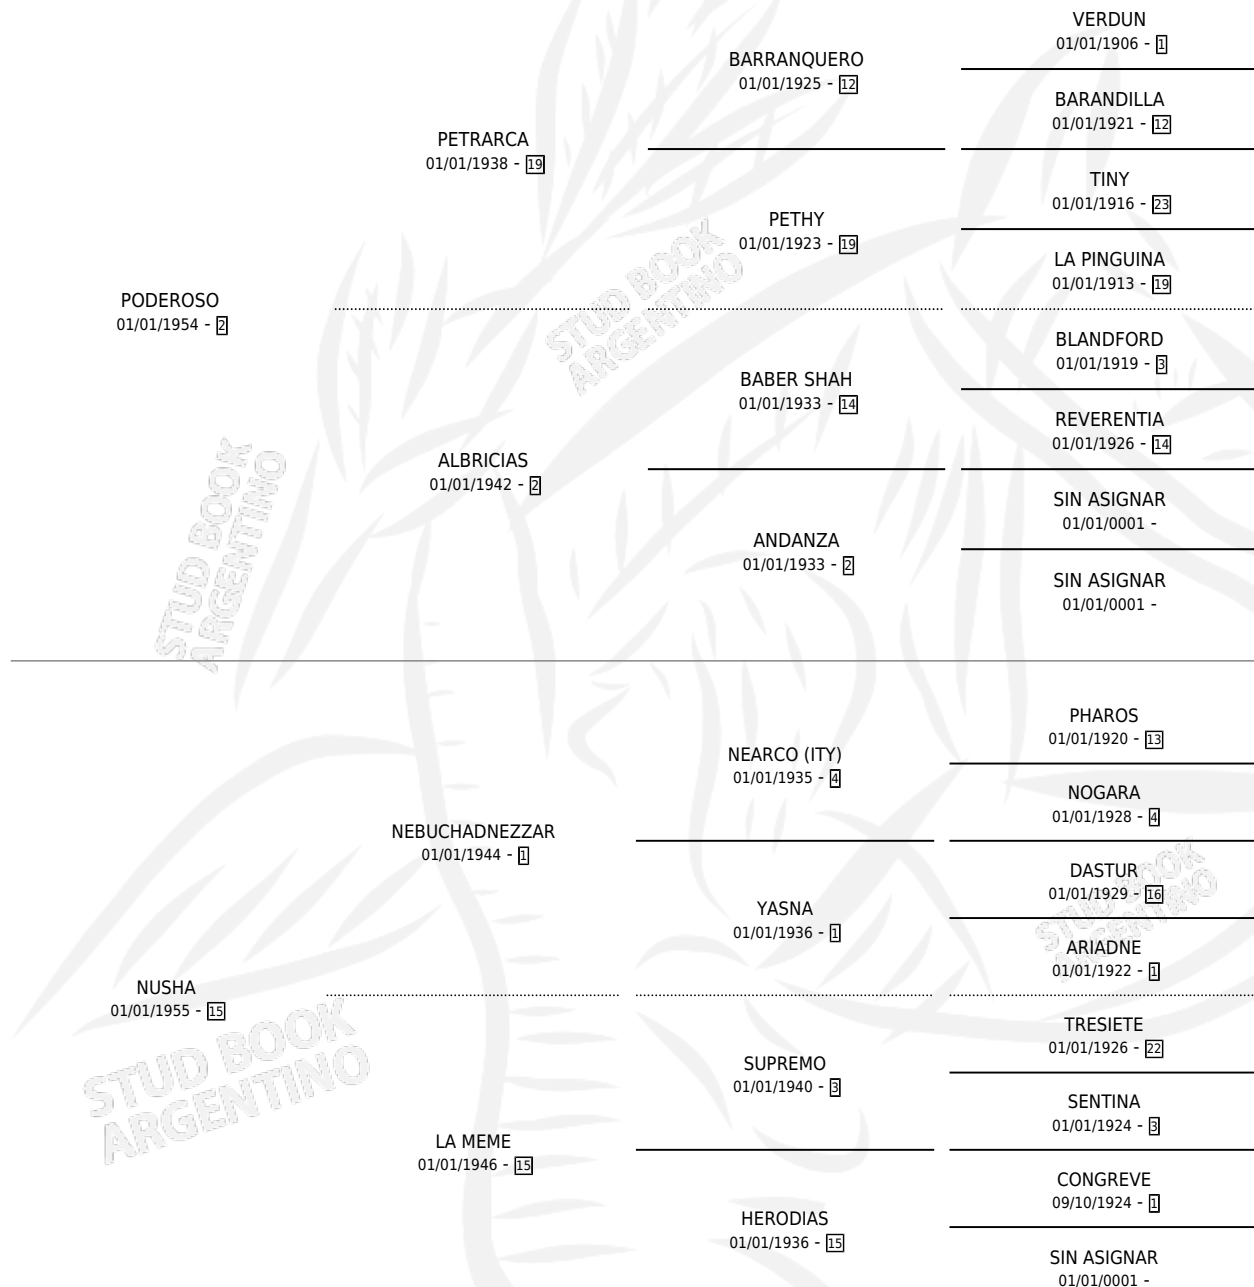 VERDUN
01/01/1906 - 1
BARRANQUERO
01/01/1925 - 12
BARANDILLA
01/01/1921 - 12
PETRARCA
01/01/1938 - 19
TINY
01/01/1916 - 23
PETHY
01/01/1923 - 19
LA PINGUINA
01/01/1913 - 19
PODEROSO
01/01/1954 - 2
BLANDFORD
01/01/1919 - 3
BABER SHAH
01/01/1933 - 14
REVERENTIA
01/01/1926 - 14
ALBRICIAS
01/01/1942 - 2
SIN ASIGNAR
01/01/0001 -
ANDANZA
01/01/1933 - 2
SIN ASIGNAR
01/01/0001 -
PHAROS
01/01/1920 - 13
NEARCO (ITY)
01/01/1935 - 4
NOGARA
01/01/1928 - 4
NEBUCHADNEZZAR
01/01/1944 - 1
DASTUR
01/01/1929 - 16
YASNA
01/01/1936 - 1
ARIADNE
01/01/1922 - 1
NUSHA
01/01/1955 - 15
TRESIETE
01/01/1926 - 22
SUPREMO
01/01/1940 - 3
SENTINA
01/01/1924 - 3
LA MEME
01/01/1946 - 15
CONGREVE
09/10/1924 - 1
HERODIAS
01/01/1936 - 15
SIN ASIGNAR
01/01/0001 -
STUD BOOK
ARGENTINO
STUD BOOK
ARGENTINO
STUD BOOK
ARGENTINO
STUD BOOK
ARGENTINO